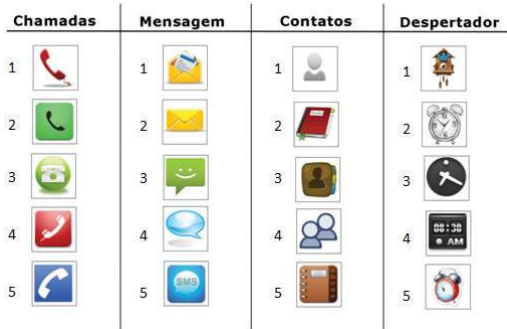 Chamadas Mensagem Contatos Despertador
1 1 1 1
2 2 2 2
3 3 3 3
4 4 4 08:30 AM 4
5 5 SMS 5 5